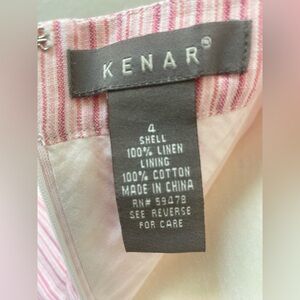 KENAR®
4
SHELL
100% LINEN
LINING
100% COTTON
MADE IN CHINA
RN# 59478
SEE REVERSE
FOR CARE